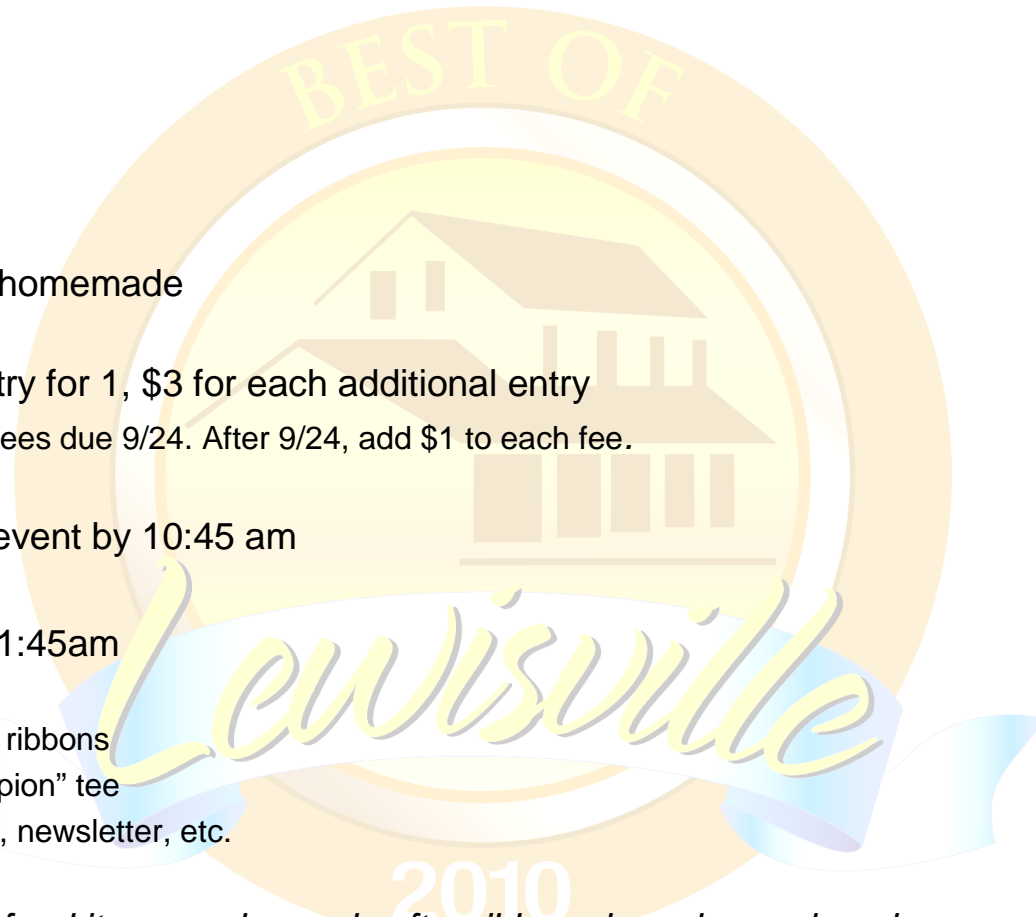 BEST OF
homemade
try for 1, $3 for each additional entry
ees due 9/24. After 9/24, add $1 to each fee.
event by 10:45 am
1:45am
Lewisville
ribbons
pion” tee
, newsletter, etc.
2010